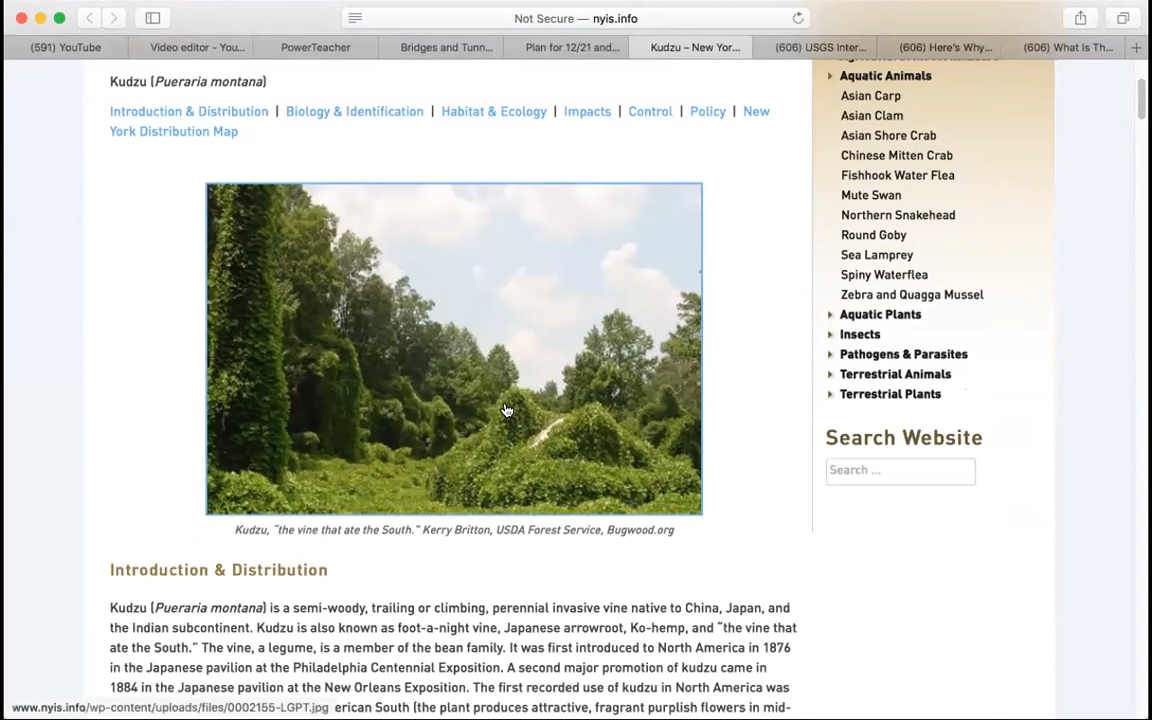 Not Secure — nyis.info
(591) YouTube
Video editor - You...
PowerTeacher
Bridges and Tunn...
Plan for 12/21 and...
Kudzu – New Yor...
(606) USGS Inter...
(606) Here's Why...
(606) What Is Th...
Kudzu (Pueraria montana)
Introduction & Distribution | Biology & Identification | Habitat & Ecology | Impacts | Control | Policy | New
York Distribution Map
Kudzu, "the vine that ate the South." Kerry Britton, USDA Forest Service, Bugwood.org
Introduction & Distribution
Kudzu (Pueraria montana) is a semi-woody, trailing or climbing, perennial invasive vine native to China, Japan, and
the Indian subcontinent. Kudzu is also known as foot-a-night vine, Japanese arrowroot, Ko-hemp, and "the vine that
ate the South." The vine, a legume, is a member of the bean family. It was first introduced to North America in 1876
in the Japanese pavilion at the Philadelphia Centennial Exposition. A second major promotion of kudzu came in
1884 in the Japanese pavilion at the New Orleans Exposition. The first recorded use of kudzu in North America was
erican South (the plant produces attractive, fragrant purplish flowers in mid-
www.nyis.info/wp-content/uploads/files/0002155-LGPT.jpg
Aquatic Animals
Asian Carp
Asian Clam
Asian Shore Crab
Chinese Mitten Crab
Fishhook Water Flea
Mute Swan
Northern Snakehead
Round Goby
Sea Lamprey
Spiny Waterflea
Zebra and Quagga Mussel
Aquatic Plants
Insects
Pathogens & Parasites
Terrestrial Animals
Terrestrial Plants
Search Website
Search ...